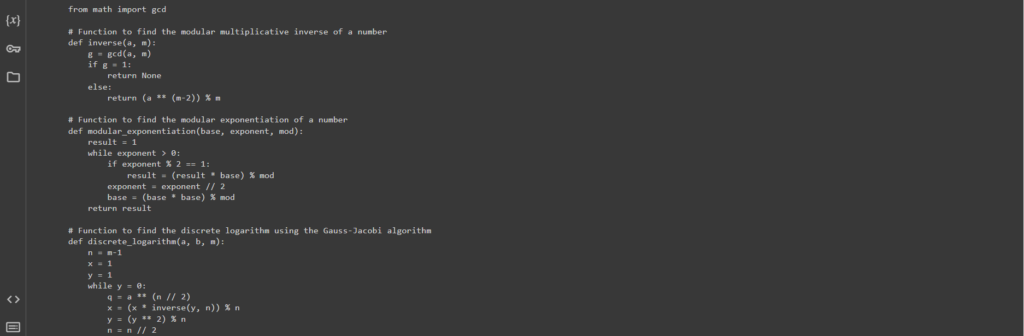 from math import gcd
# Function to find the modular multiplicative inverse of a number
def inverse(a, m):
    g = gcd(a, m)
    if g = 1:
        return None
    else:
        return (a ** (m-2)) % m
# Function to find the modular exponentiation of a number
def modular_exponentiation(base, exponent, mod):
    result = 1
    while exponent > 0:
        if exponent % 2 == 1:
            result = (result * base) % mod
        exponent = exponent // 2
        base = (base * base) % mod
    return result
# Function to find the discrete logarithm using the Gauss-Jacobi algorithm
def discrete_logarithm(a, b, m):
    n = m-1
    x = 1
    y = 1
    while y = 0:
        q = a ** (n // 2)
        x = (x * inverse(y, n)) % n
        y = (y ** 2) % n
        n = n // 2